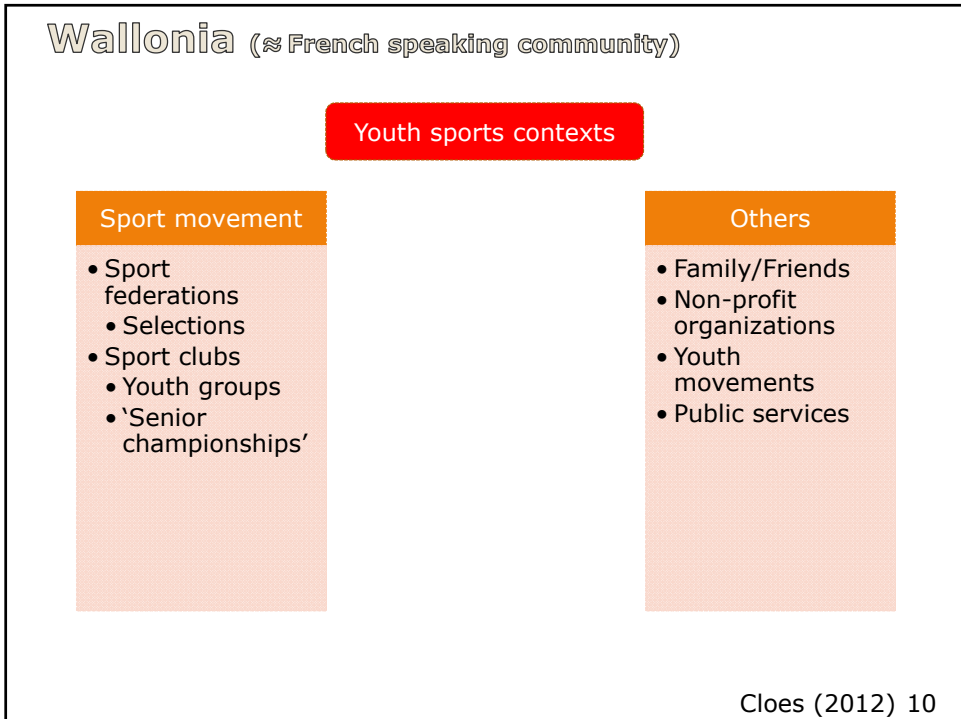 Wallonia (≈ French speaking community)
Youth sports contexts
Sport movement
• Sport
federations
• Selections
• Sport clubs
• Youth groups
• ‘Senior
championships’
Others
• Family/Friends
• Non-profit
organizations
• Youth
movements
• Public services
Cloes (2012) 10